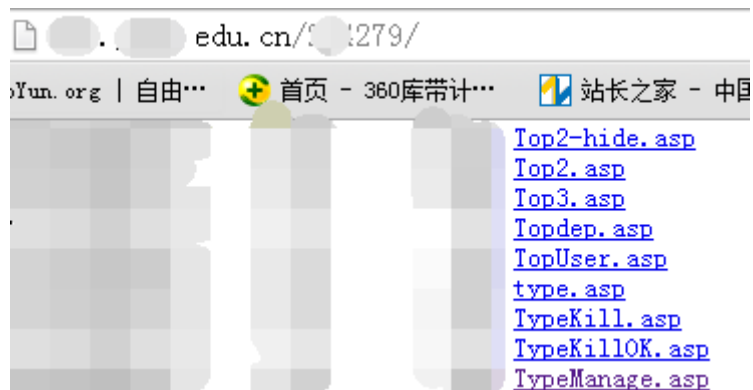 edu.cn/ 279/
Yun.org | 自由… 首页 - 360库带计… 站长之家 - 中国
Top2-hide.asp
Top2.asp
Top3.asp
Topdep.asp
TopUser.asp
type.asp
TypeKill.asp
TypeKillOK.asp
TypeManage.asp